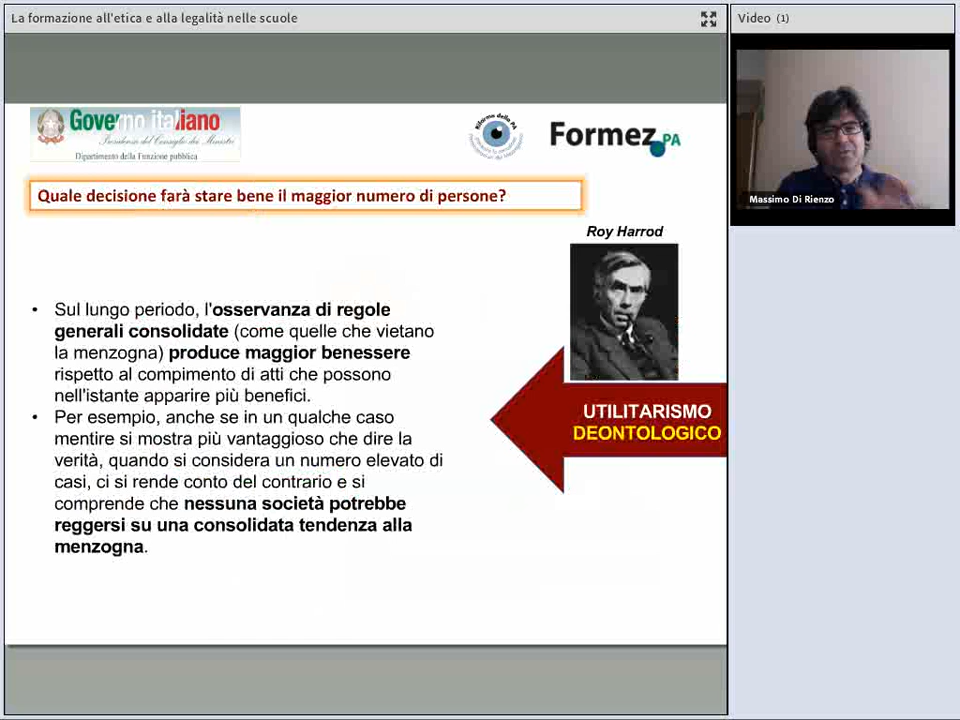 La formazione all'etica e alla legalità nelle scuole
Video (1)
Governo italiano
Presidenza del Consiglio dei Ministri
Dipartimento della Funzione pubblica
Riforma della PA
Formez PA
Massimo Di Rienzo
Quale decisione farà stare bene il maggior numero di persone?
Roy Harrod
• Sul lungo periodo, l'osservanza di regole
generali consolidate (come quelle che vietano
la menzogna) produce maggior benessere
rispetto al compimento di atti che possono
nell'istante apparire più benefici.
• Per esempio, anche se in un qualche caso
mentire si mostra più vantaggioso che dire la
verità, quando si considera un numero elevato di
casi, ci si rende conto del contrario e si
comprende che nessuna società potrebbe
reggersi su una consolidata tendenza alla
menzogna.
UTILITARISMO
DEONTOLOGICO